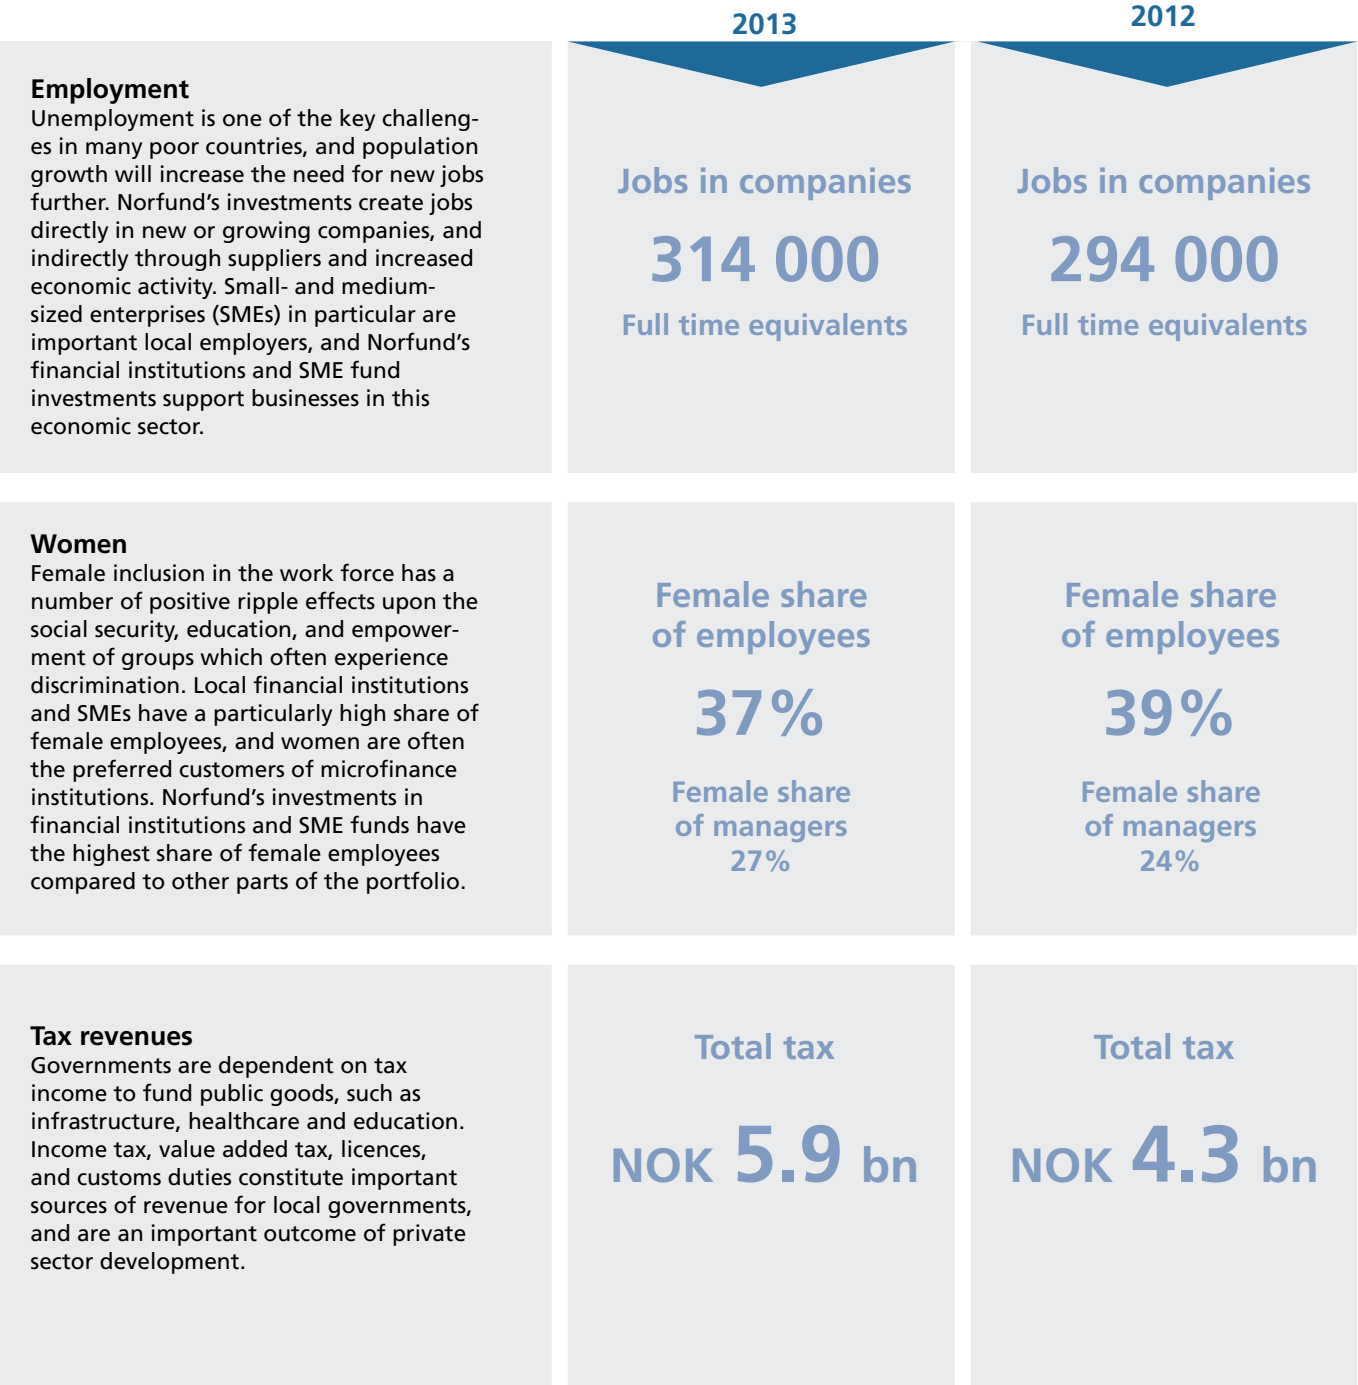 2013
2012
Employment
Unemployment is one of the key challeng-
es in many poor countries, and population
growth will increase the need for new jobs
further. Norfund's investments create jobs
directly in new or growing companies, and
indirectly through suppliers and increased
economic activity. Small- and medium-
sized enterprises (SMEs) in particular are
important local employers, and Norfund's
financial institutions and SME fund
investments support businesses in this
economic sector.
Jobs in companies
314 000
Full time equivalents
Jobs in companies
294 000
Full time equivalents
Women
Female inclusion in the work force has a
number of positive ripple effects upon the
social security, education, and empower-
ment of groups which often experience
discrimination. Local financial institutions
and SMEs have a particularly high share of
female employees, and women are often
the preferred customers of microfinance
institutions. Norfund's investments in
financial institutions and SME funds have
the highest share of female employees
compared to other parts of the portfolio.
Female share
of employees
37%
Female share
of managers
27%
Female share
of employees
39%
Female share
of managers
24%
Tax revenues
Governments are dependent on tax
income to fund public goods, such as
infrastructure, healthcare and education.
Income tax, value added tax, licences,
and customs duties constitute important
sources of revenue for local governments,
and are an important outcome of private
sector development.
Total tax
NOK 5.9 bn
Total tax
NOK 4.3 bn